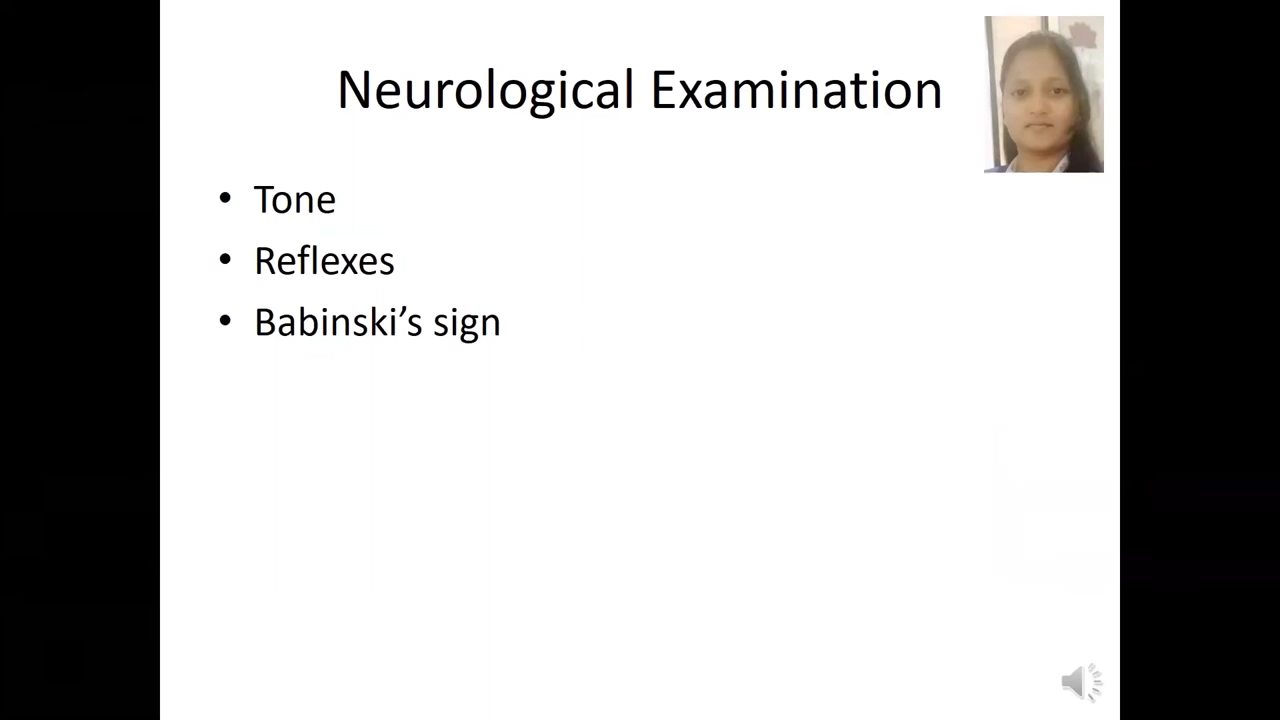 Neurological Examination
• Tone
• Reflexes
• Babinski’s sign